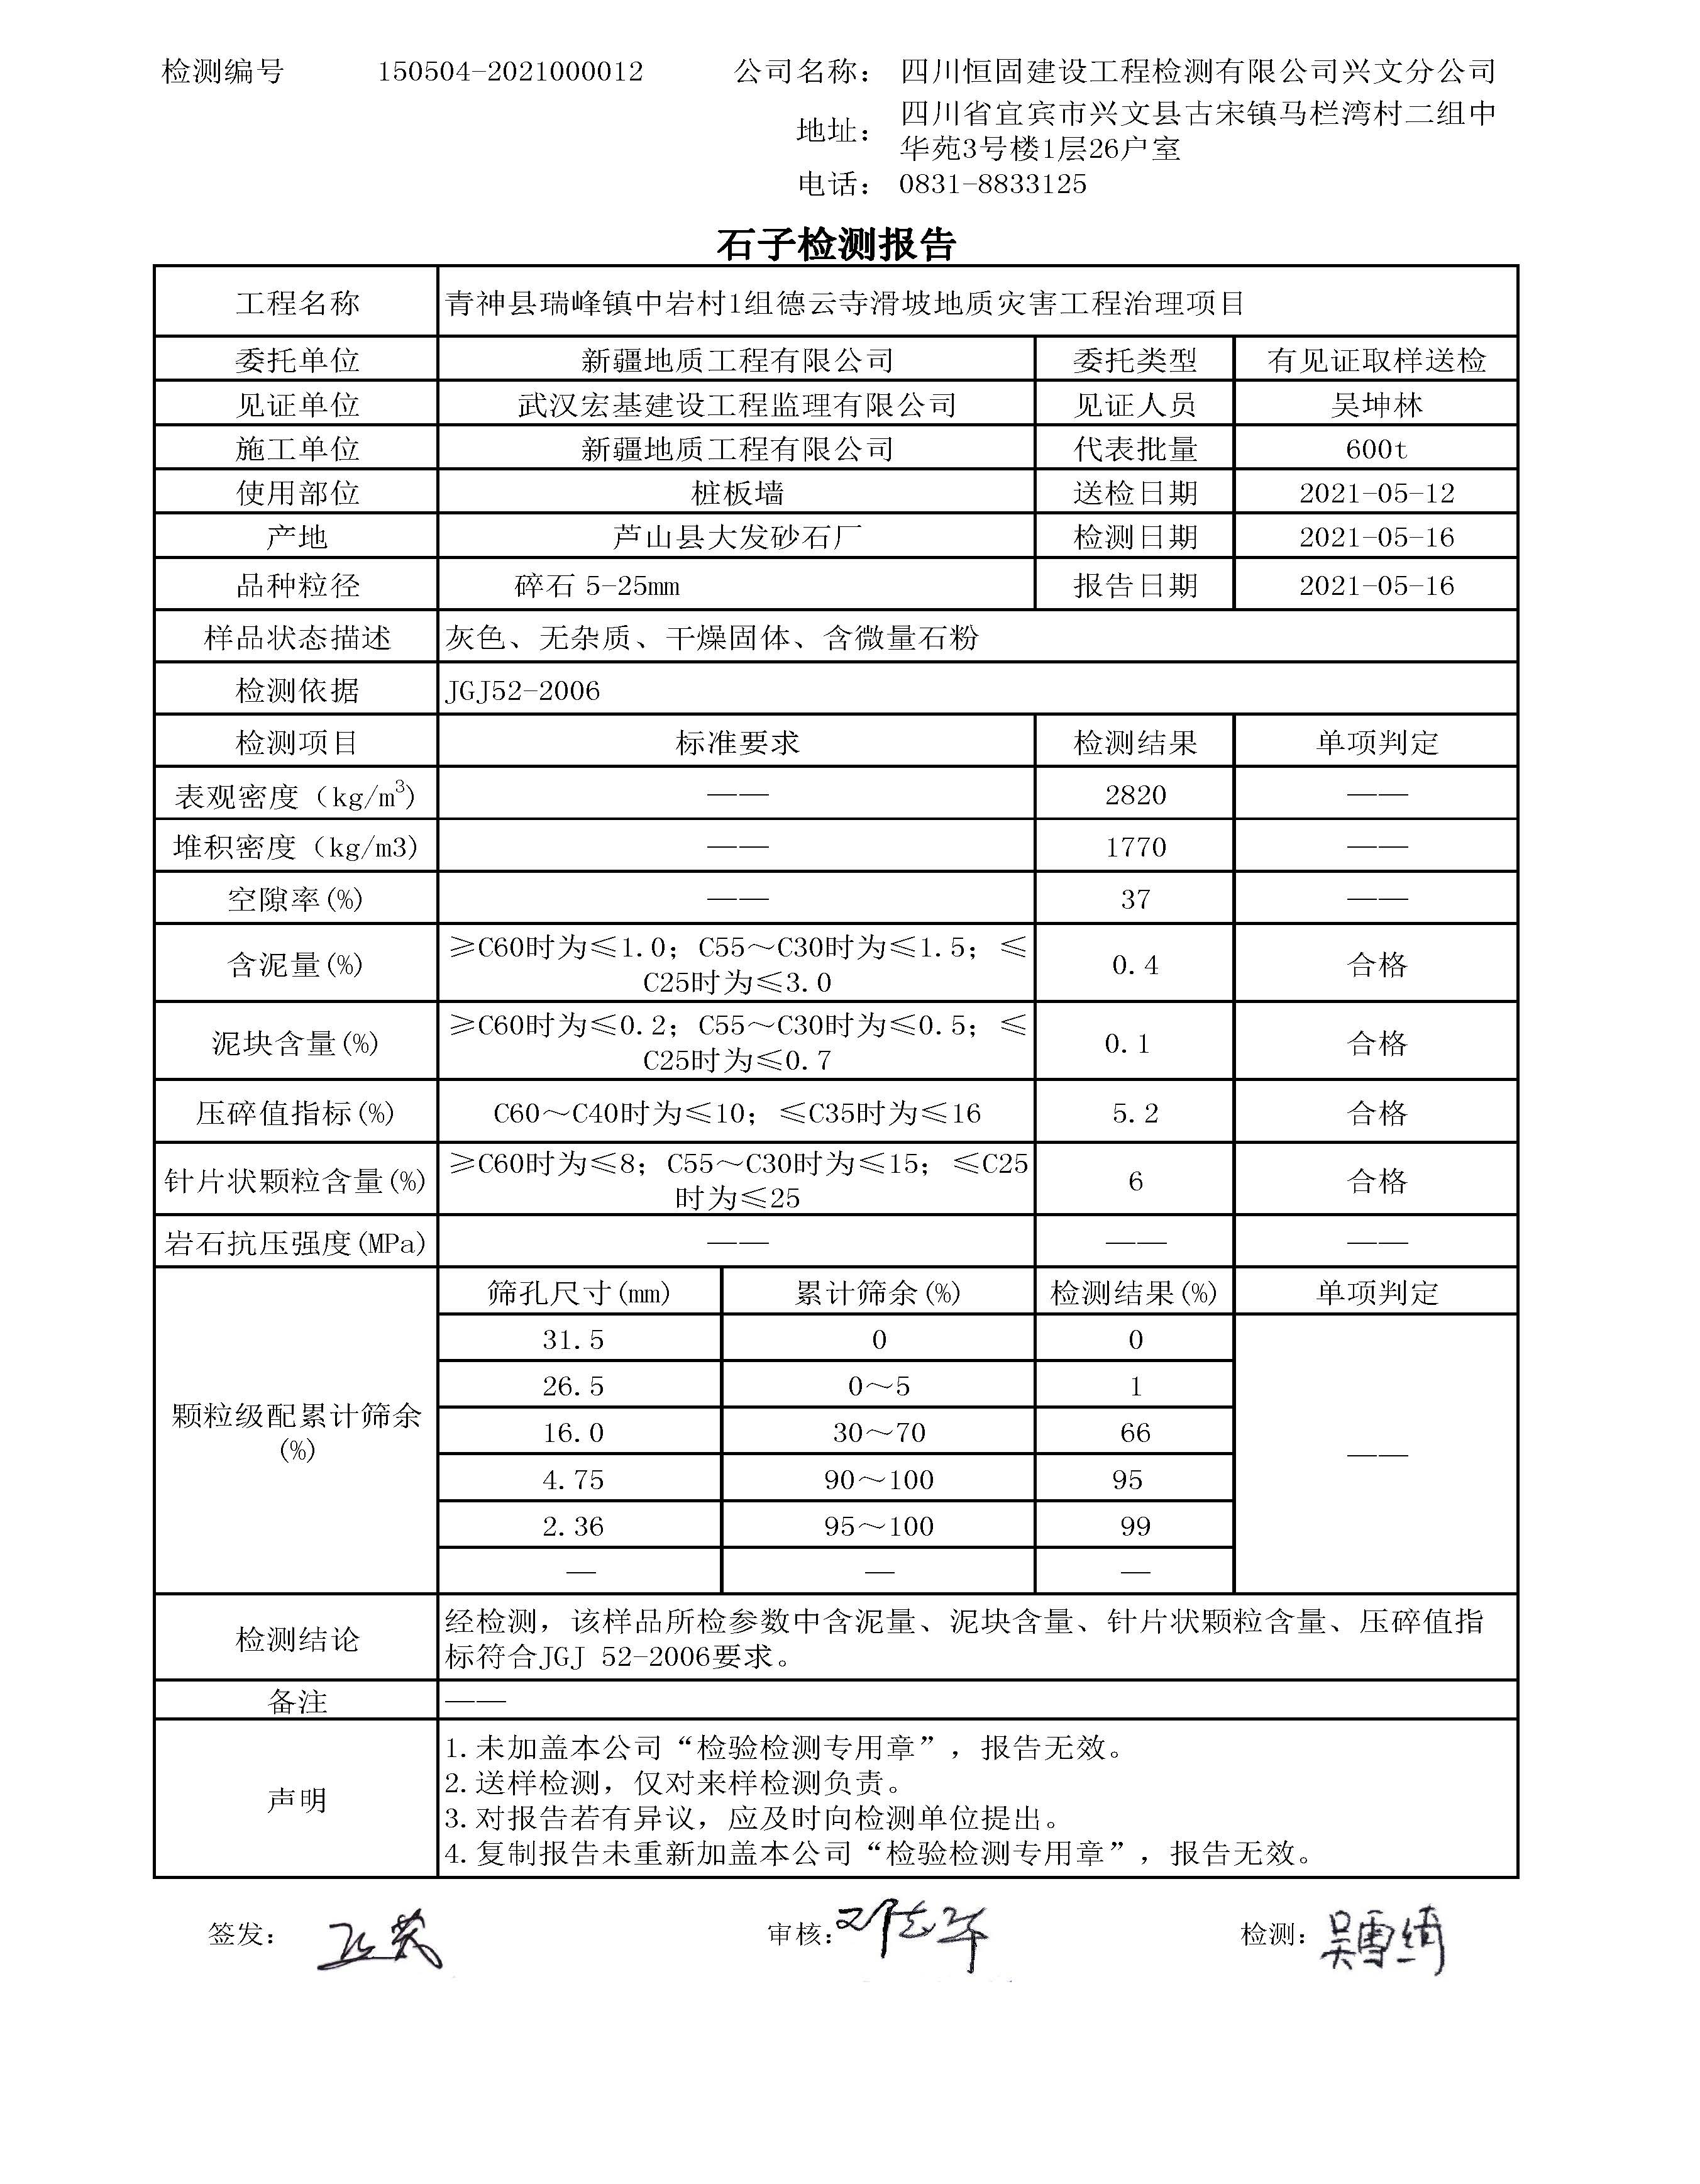 检测编号 150504-2021000012 公司名称: 四川恒固建设工程检测有限公司兴文分公司
地址: 四川省宜宾市兴文县古宋镇马栏湾村二组中
华苑3号楼1层26户室
电话: 0831-8833125
石子检测报告
工程名称 青神县瑞峰镇中岩村1组德云寺滑坡地质灾害工程治理项目
委托单位 新疆地质工程有限公司 委托类型 有见证取样送检
见证单位 武汉宏基建设工程监理有限公司 见证人员 吴坤林
施工单位 新疆地质工程有限公司 代表批量 600t
使用部位 桩板墙 送检日期 2021-05-12
产地 芦山县大发砂石厂 检测日期 2021-05-16
品种粒径 碎石 5-25mm 报告日期 2021-05-16
样品状态描述 灰色、无杂质、干燥固体、含微量石粉
检测依据 JGJ52-2006
检测项目 标准要求 检测结果 单项判定
表观密度（kg/m³) —— 2820 ——
堆积密度（kg/m3) —— 1770 ——
空隙率(%) —— 37 ——
含泥量(%) ≥C60时为≤1.0；C55～C30时为≤1.5；≤ 0.4 合格
C25时为≤3.0
泥块含量(%) ≥C60时为≤0.2；C55～C30时为≤0.5；≤ 0.1 合格
C25时为≤0.7
压碎值指标(%) C60～C40时为≤10；≤C35时为≤16 5.2 合格
针片状颗粒含量(%) ≥C60时为≤8；C55～C30时为≤15；≤C25 6 合格
时为≤25
岩石抗压强度(MPa) —— —— ——
颗粒级配累计筛余
(%)
筛孔尺寸(mm) 累计筛余(%) 检测结果(%) 单项判定
31.5 0 0
26.5 0～5 1
16.0 30～70 66
——
4.75 90～100 95
2.36 95～100 99
— — —
检测结论 经检测，该样品所检参数中含泥量、泥块含量、针片状颗粒含量、压碎值指
标符合JGJ 52-2006要求。
备注 ——
声明
1.未加盖本公司“检验检测专用章”，报告无效。
2.送样检测，仅对来样检测负责。
3.对报告若有异议，应及时向检测单位提出。
4.复制报告未重新加盖本公司“检验检测专用章”，报告无效。
签发: 审核: 邓志军 检测: 吴雪绮